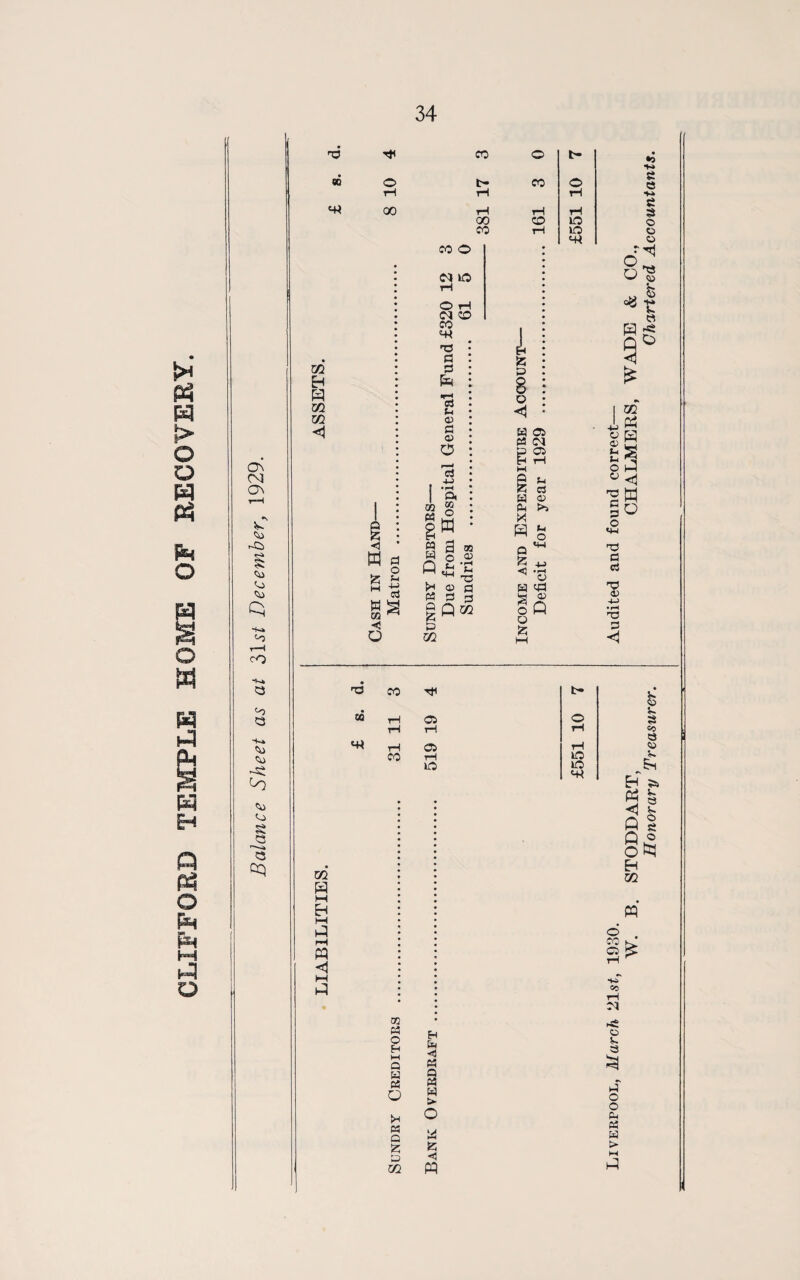 34
CLIFFORD TEMPLE HOME OF RECOVERY.
Balance Sheet as at 31st December, 1929.
LIABILITIES.
£ s. d.
Sundry Creditors ... 31 11 3
Bank Overdraft ... 519 19 4
£551 10 7
ASSETS.
£ s. d.
Cash in Hand—
Matron ... 8 10 4
Sundry Debtors—
Due from Hospital General Fund £320 12 3
Sundries ... 61 5 0
381 17 3
Income and Expenditure Account—
Deficit for year 1929 ... 161 3 0
£551 10 7
Liverpool, March 21st, 1930.
W. B. STODDART,
Honorary Treasurer.
Audited and found correct—
CHALMERS, WADE & CO.,
Chartered Accountants.